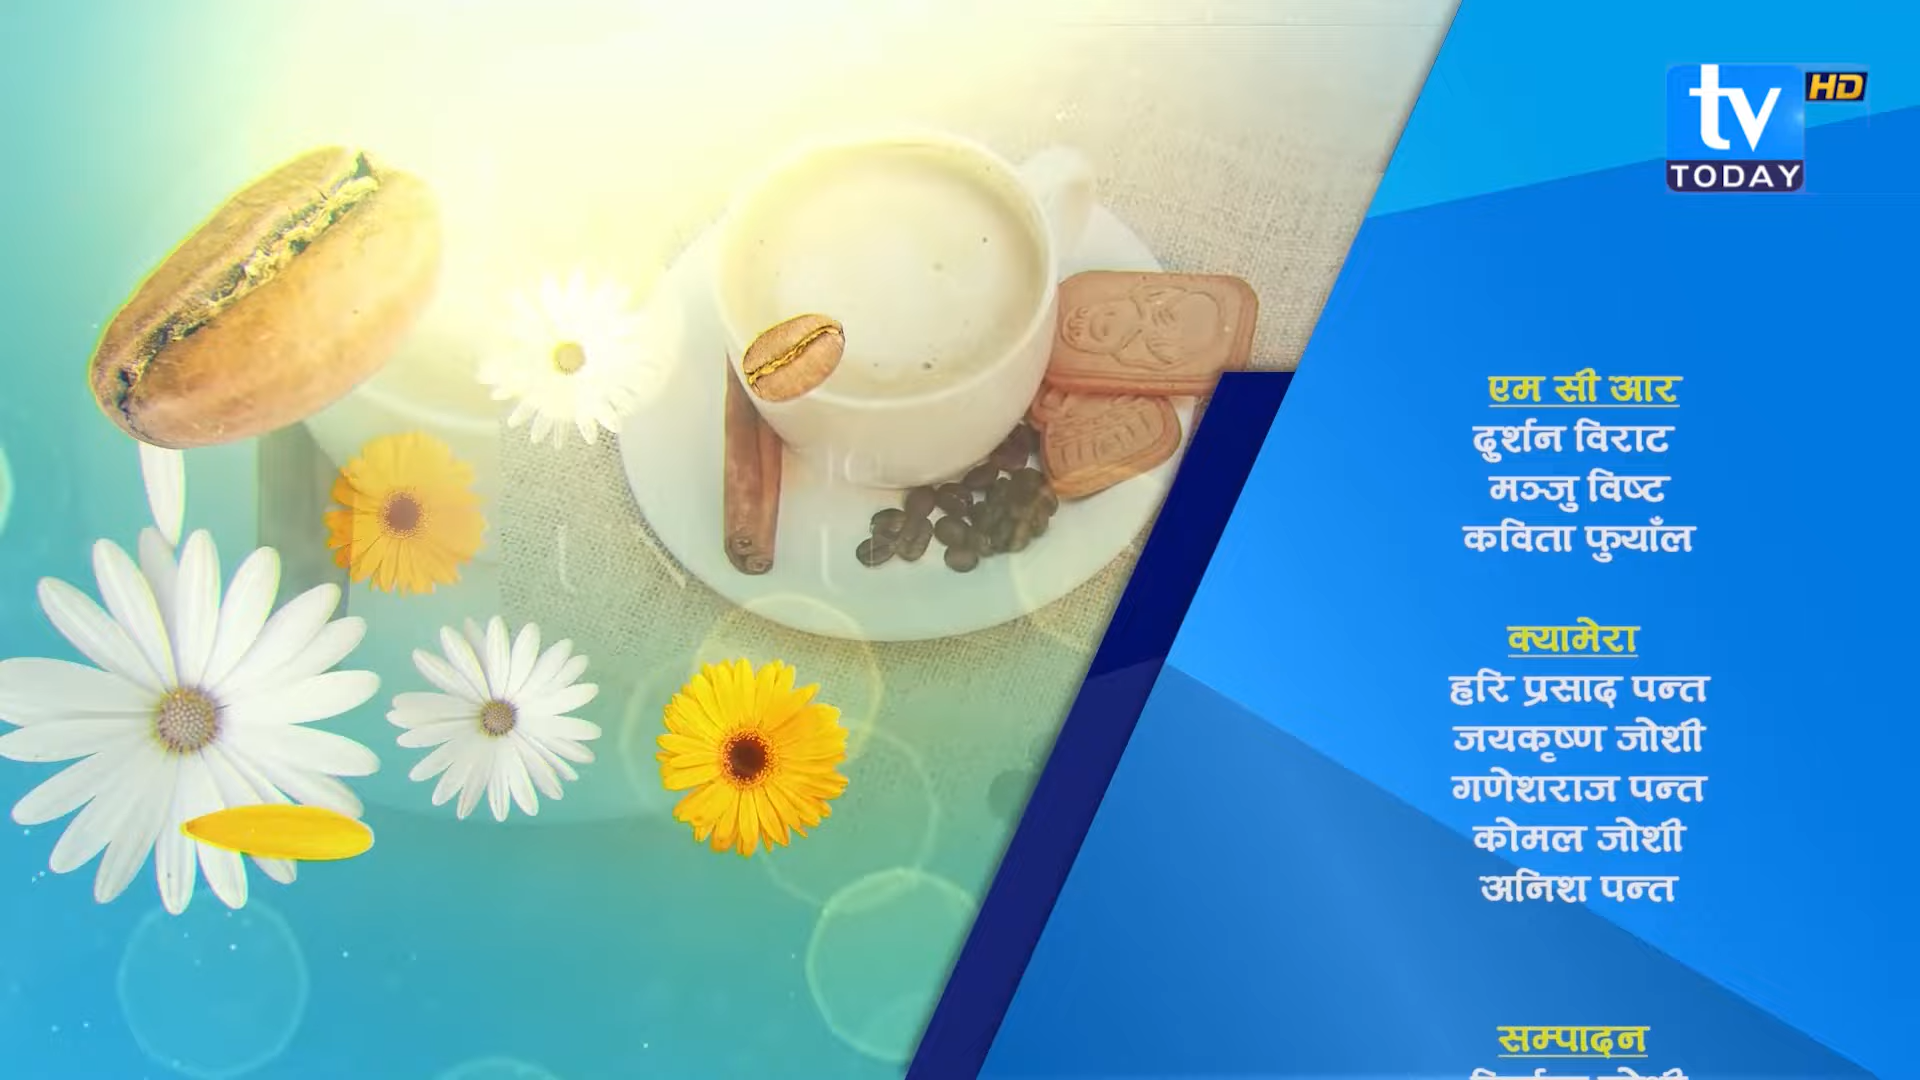 tv HD
TODAY
एम सी आर
दुर्शन विराट
मञ्जु विष्ट
कविता फुयाँल
क्यामेरा
हरि प्रसाद पन्त
जयकृष्ण जोशी
गणेशराज पन्त
कोमल जोशी
अनिश पन्त
सम्पादन
जोशी